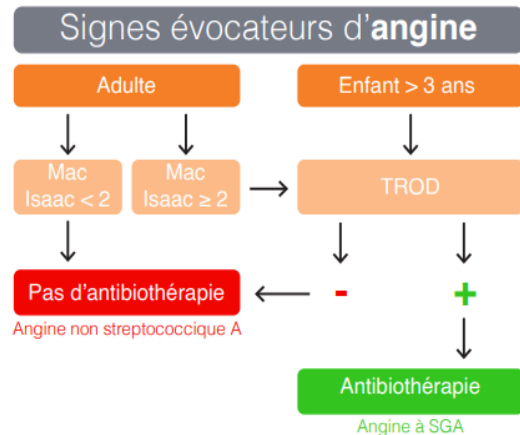 Signes évocateurs d'angine
Adulte
Enfant > 3 ans
Mac
Isaac < 2
Mac
Isaac ≥ 2
TROD
Pas d'antibiothérapie
-
+
Angine non streptococcique A
Antibiothérapie
Angine à SGA